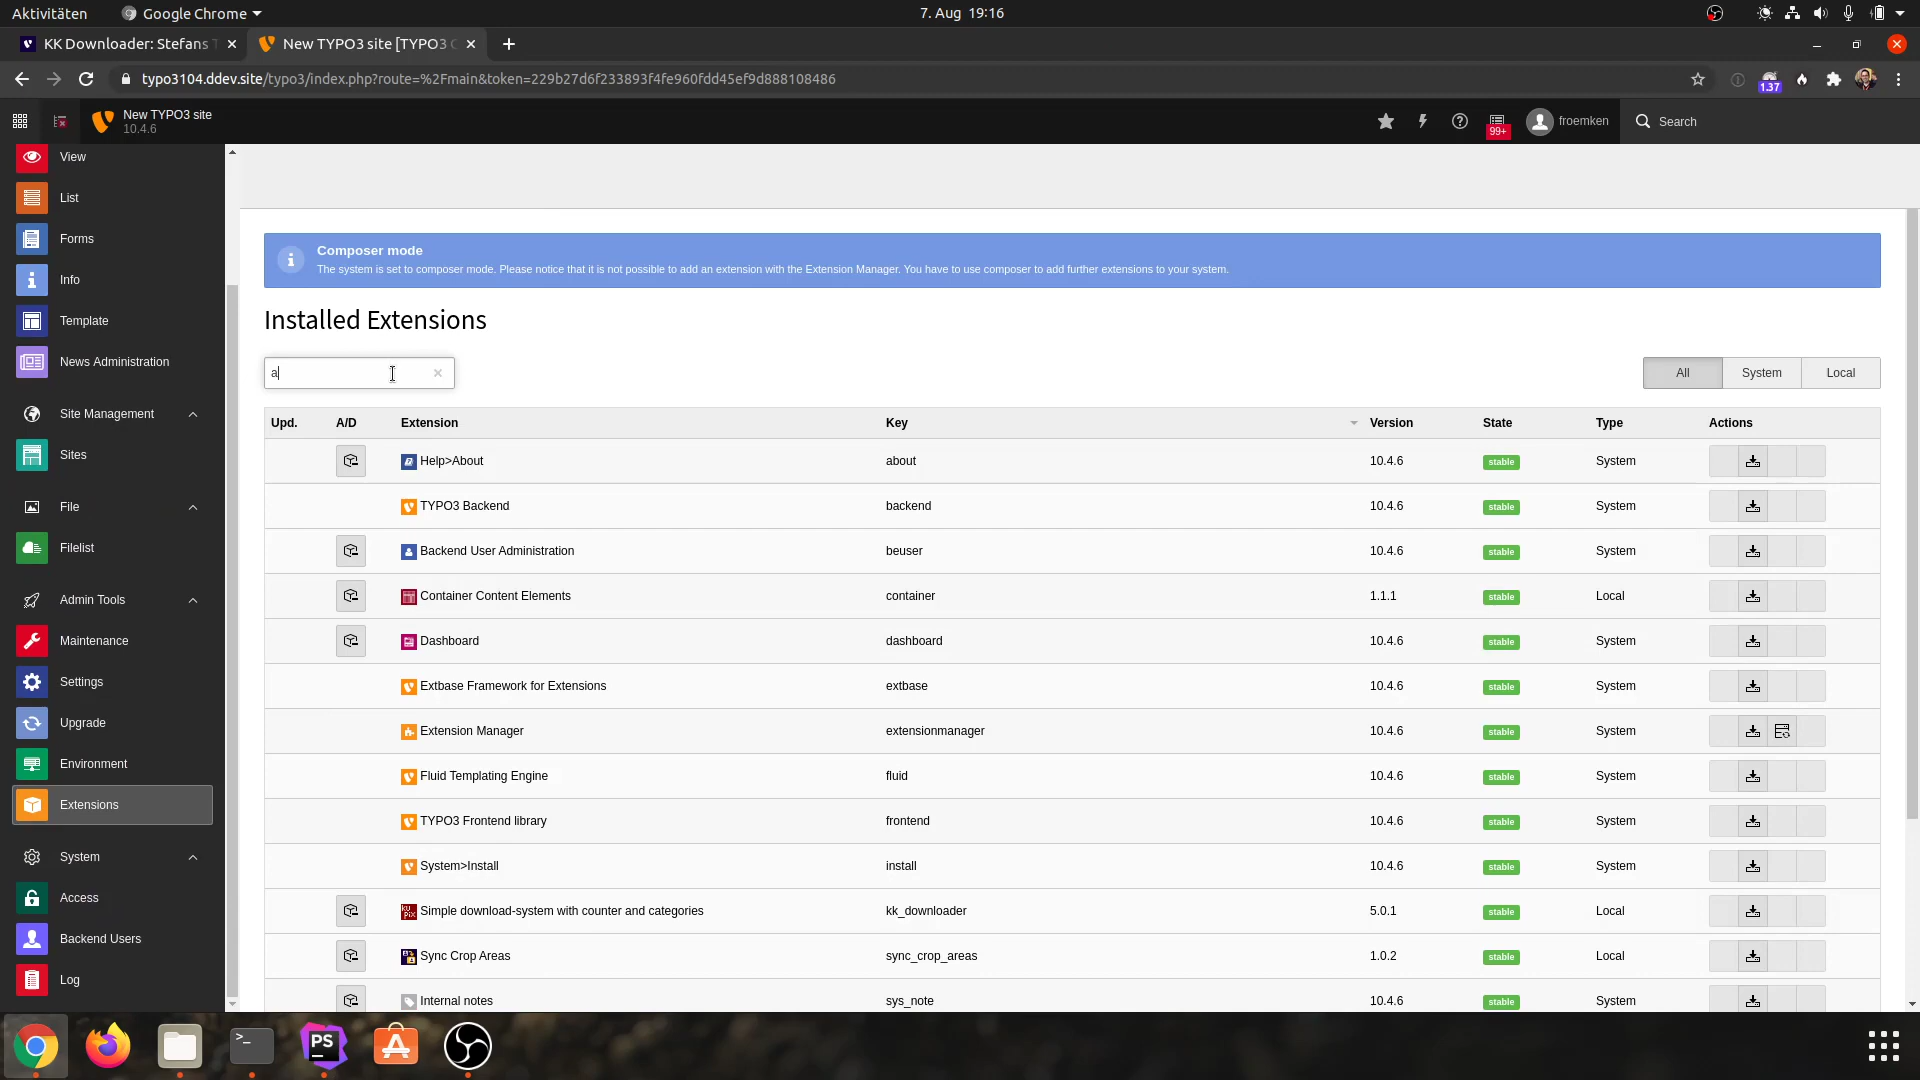 Aktivitäten
Google Chrome
7. Aug 19:16
KK Downloader: Stefans
New TYPO3 site [TYPO3
typo3104.ddev.site/typo3/index.php?route=%2Fmain&token=229b27d6f233893f4fe960fdd45ef9d888108486
1.37
New TYPO3 site
10.4.6
99+
froemken
Search
View
List
Forms
Info
Template
News Administration
Site Management
Sites
File
Filelist
Admin Tools
Maintenance
Settings
Upgrade
Environment
Extensions
System
Access
Backend Users
Log
Composer mode
The system is set to composer mode. Please notice that it is not possible to add an extension with the Extension Manager. You have to use composer to add further extensions to your system.
Installed Extensions
a
All System Local
Upd. A/D Extension Key Version State Type Actions
Help>About about 10.4.6 stable System
TYPO3 Backend backend 10.4.6 stable System
Backend User Administration beuser 10.4.6 stable System
Container Content Elements container 1.1.1 stable Local
Dashboard dashboard 10.4.6 stable System
Extbase Framework for Extensions extbase 10.4.6 stable System
Extension Manager extensionmanager 10.4.6 stable System
Fluid Templating Engine fluid 10.4.6 stable System
TYPO3 Frontend library frontend 10.4.6 stable System
System>Install install 10.4.6 stable System
Simple download-system with counter and categories kk_downloader 5.0.1 stable Local
Sync Crop Areas sync_crop_areas 1.0.2 stable Local
Internal notes sys_note 10.4.6 stable System
PS